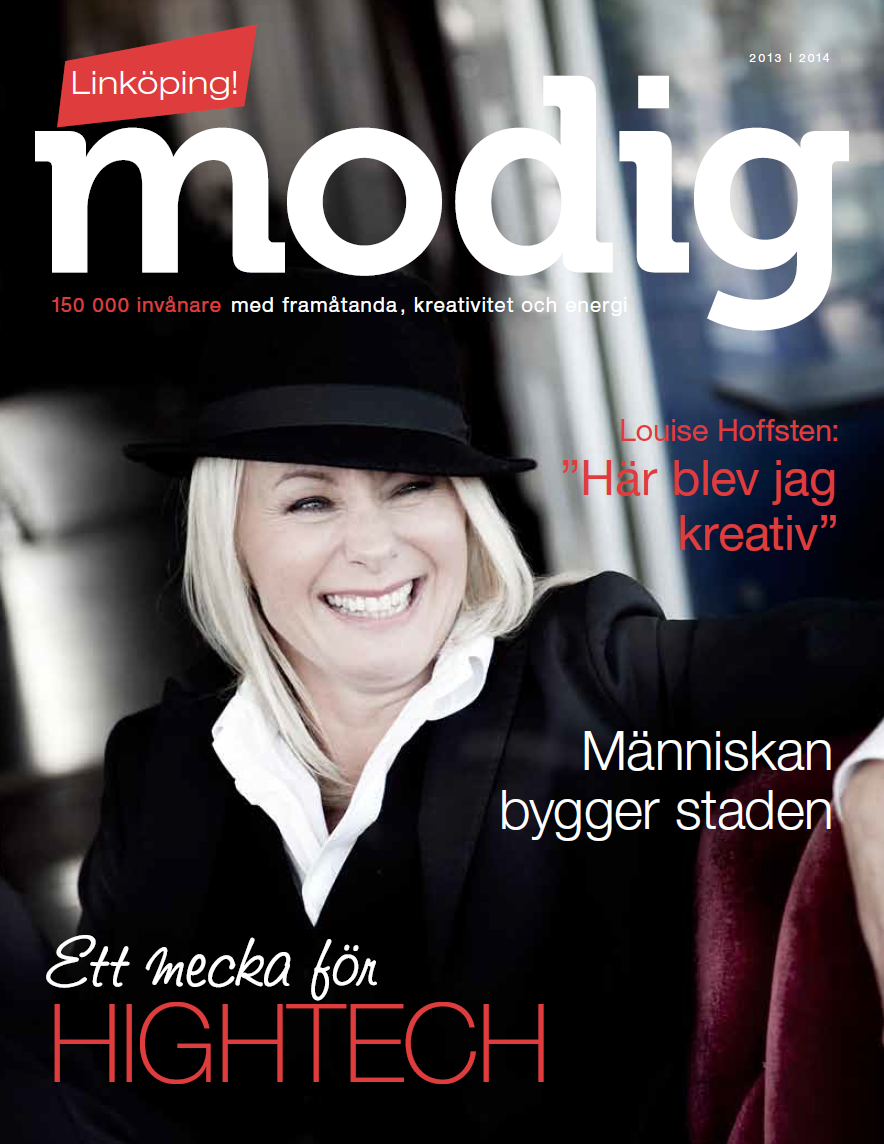 2013 | 2014
Linköping!
modig
150 000 invånare med framåtanda, kreativitet och energi
Louise Hoffsten:
”Här blev jag
kreativ”
Människan
bygger staden
Ett mecka för
HIGHTECH